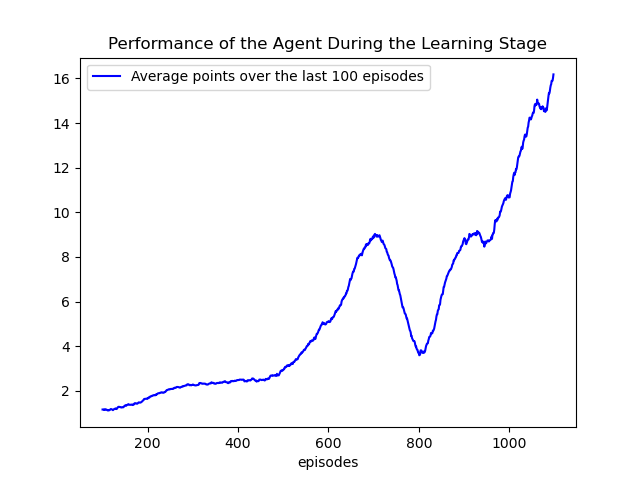 Performance of the Agent During the Learning Stage
Average points over the last 100 episodes
16
14
12
10
8
6
4
2
200 400 600 800 1000
episodes